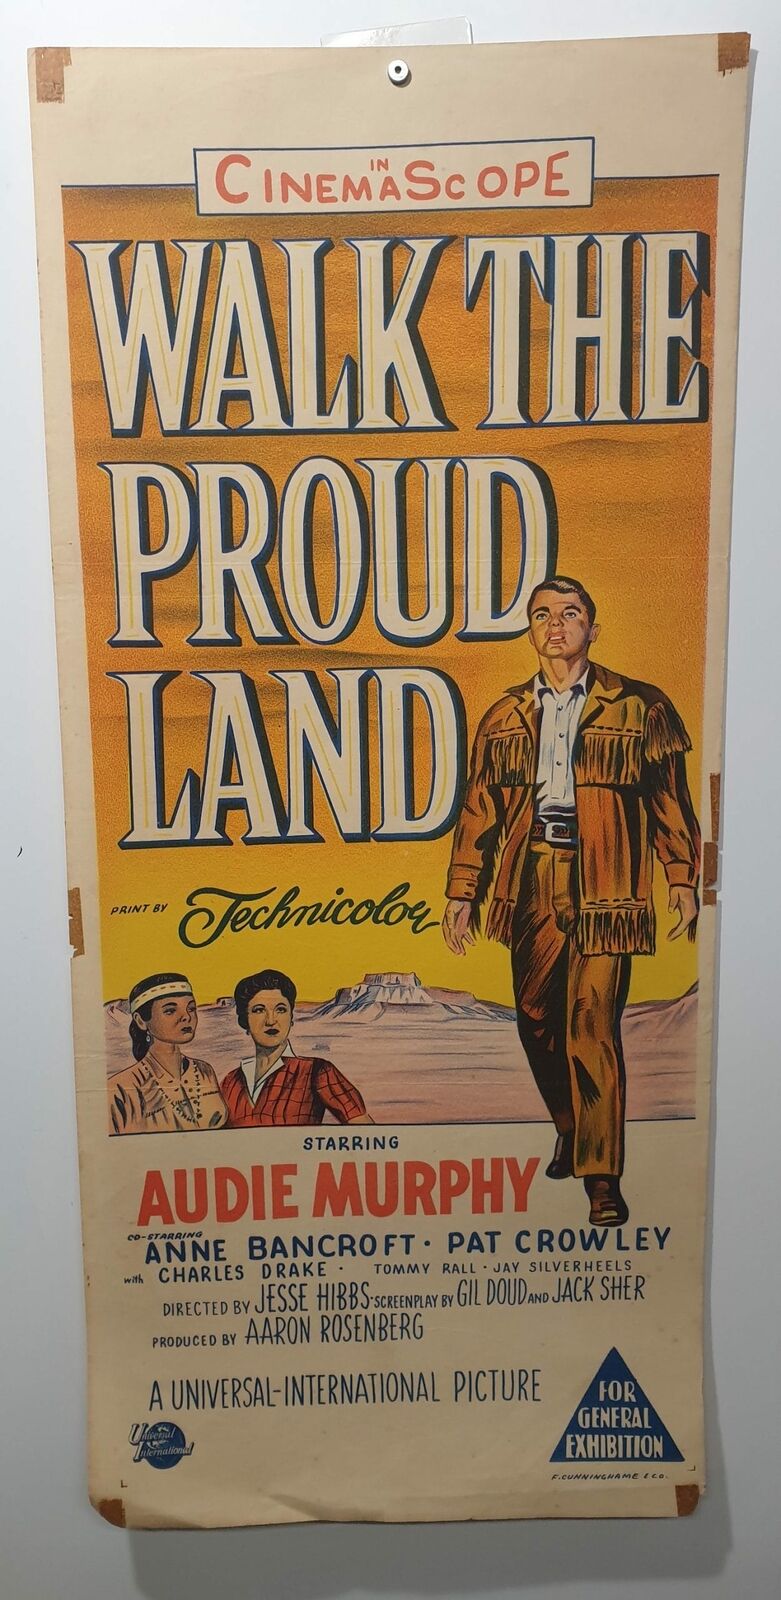 IN
CINEMASCOPE
WALK THE
PROUD
LAND
PRINT BY Technicolor
STARRING
AUDIE MURPHY
CO-STARRING
ANNE BANCROFT · PAT CROWLEY
with CHARLES DRAKE · TOMMY RALL · JAY SILVERHEELS
DIRECTED BY JESSE HIBBS · SCREENPLAY BY GIL DOUD AND JACK SHER
PRODUCED BY AARON ROSENBERG
A UNIVERSAL-INTERNATIONAL PICTURE
Universal
International
FOR
GENERAL
EXHIBITION
F. CUNNINGHAME & CO.